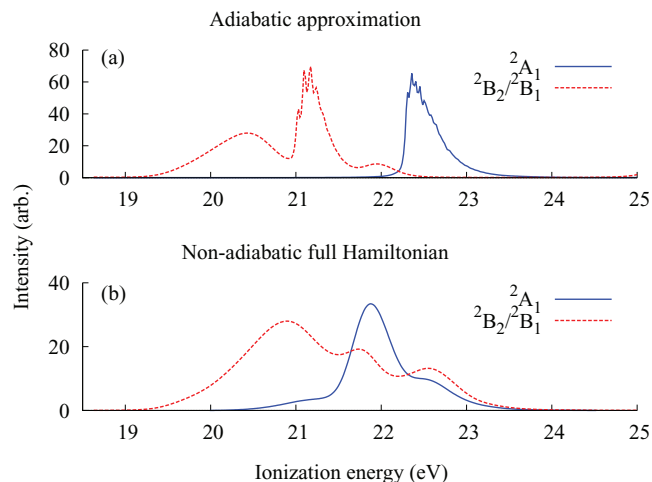 Adiabatic approximation
(a)
²A₁
²B₂/²B₁
80
60
40
20
0
19 20 21 22 23 24 25
Intensity (arb.)
Non-adiabatic full Hamiltonian
(b)
²A₁
²B₂/²B₁
40
20
0
19 20 21 22 23 24 25
Ionization energy (eV)